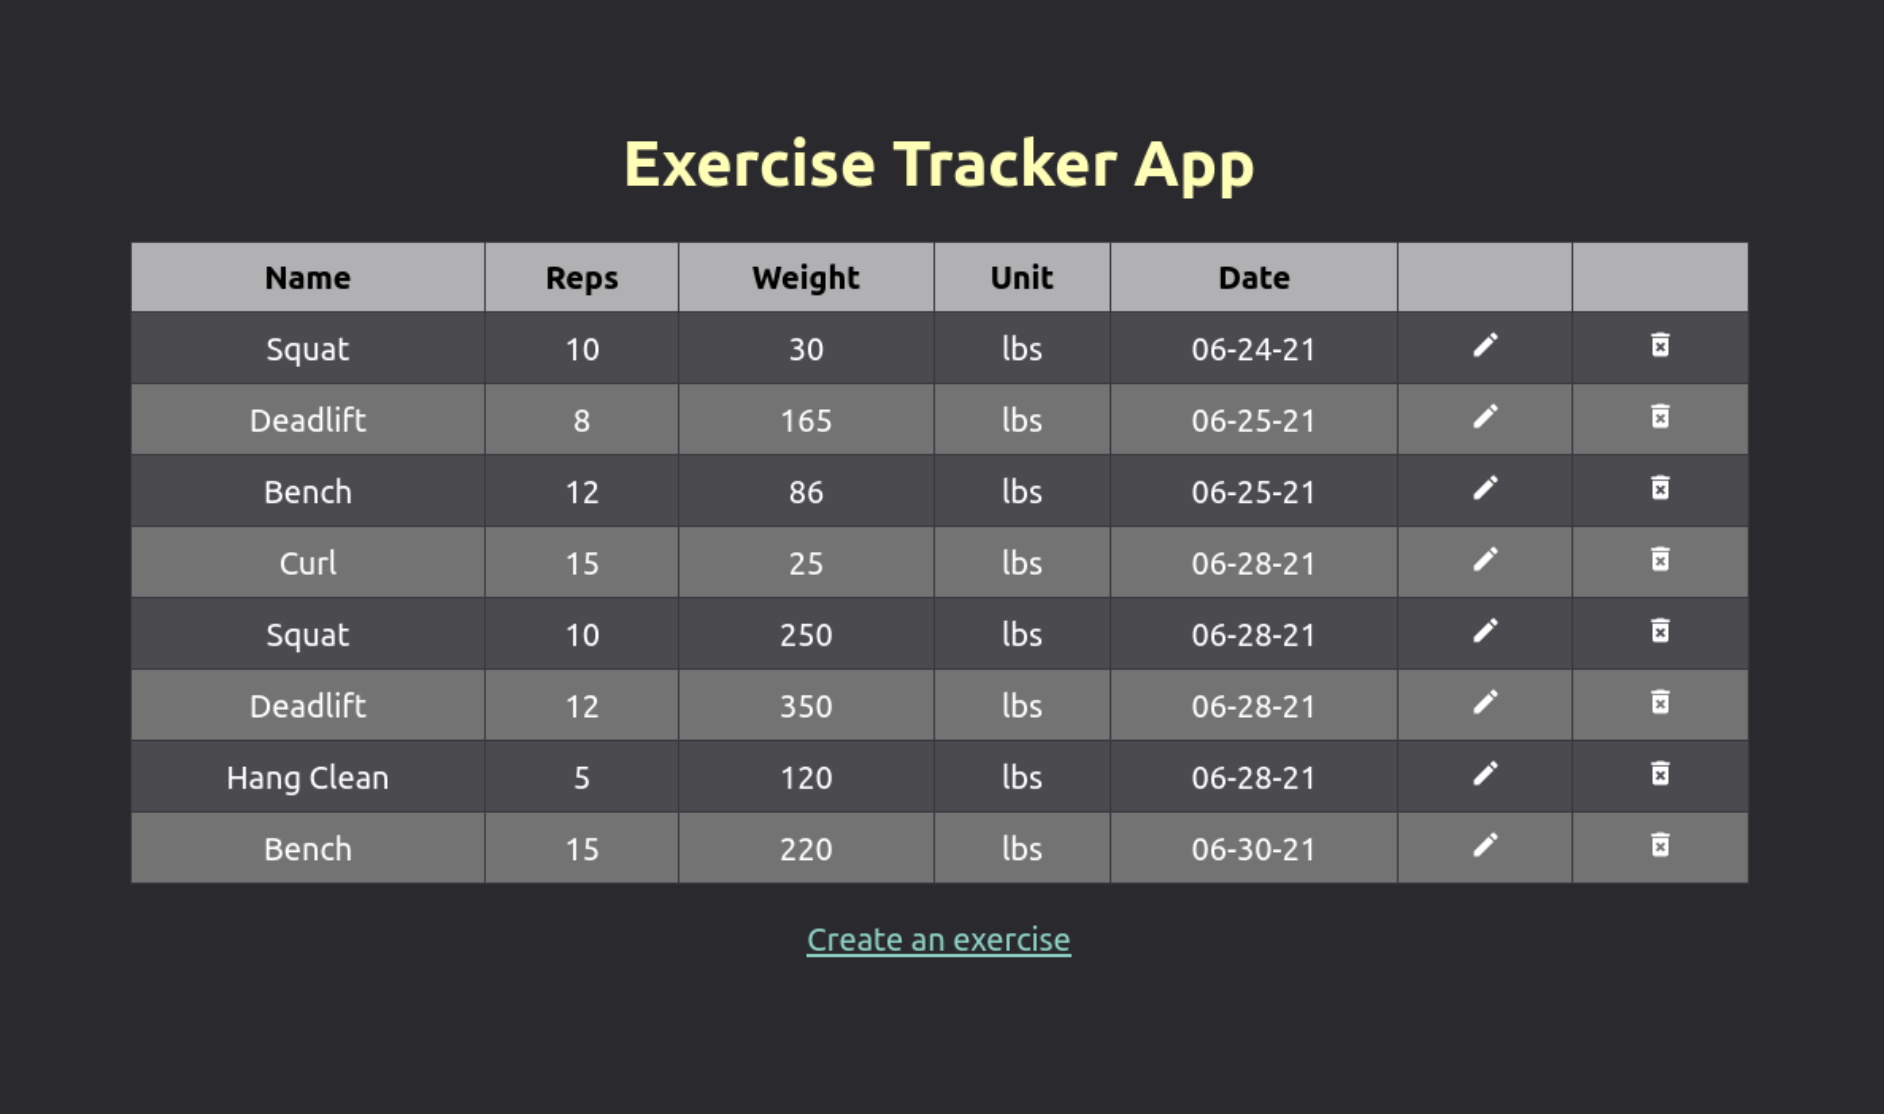 Exercise Tracker App
Name Reps Weight Unit Date
Squat 10 30 lbs 06-24-21
Deadlift 8 165 lbs 06-25-21
Bench 12 86 lbs 06-25-21
Curl 15 25 lbs 06-28-21
Squat 10 250 lbs 06-28-21
Deadlift 12 350 lbs 06-28-21
Hang Clean 5 120 lbs 06-28-21
Bench 15 220 lbs 06-30-21
Create an exercise